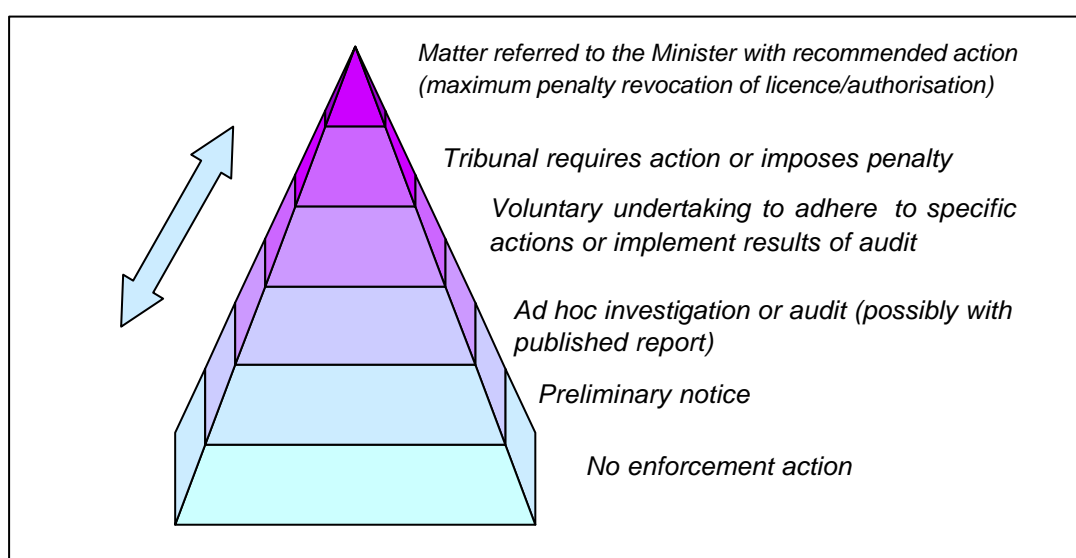 Matter referred to the Minister with recommended action
(maximum penalty revocation of licence/authorisation)
Tribunal requires action or imposes penalty
Voluntary undertaking to adhere to specific
actions or implement results of audit
Ad hoc investigation or audit (possibly with
published report)
Preliminary notice
No enforcement action